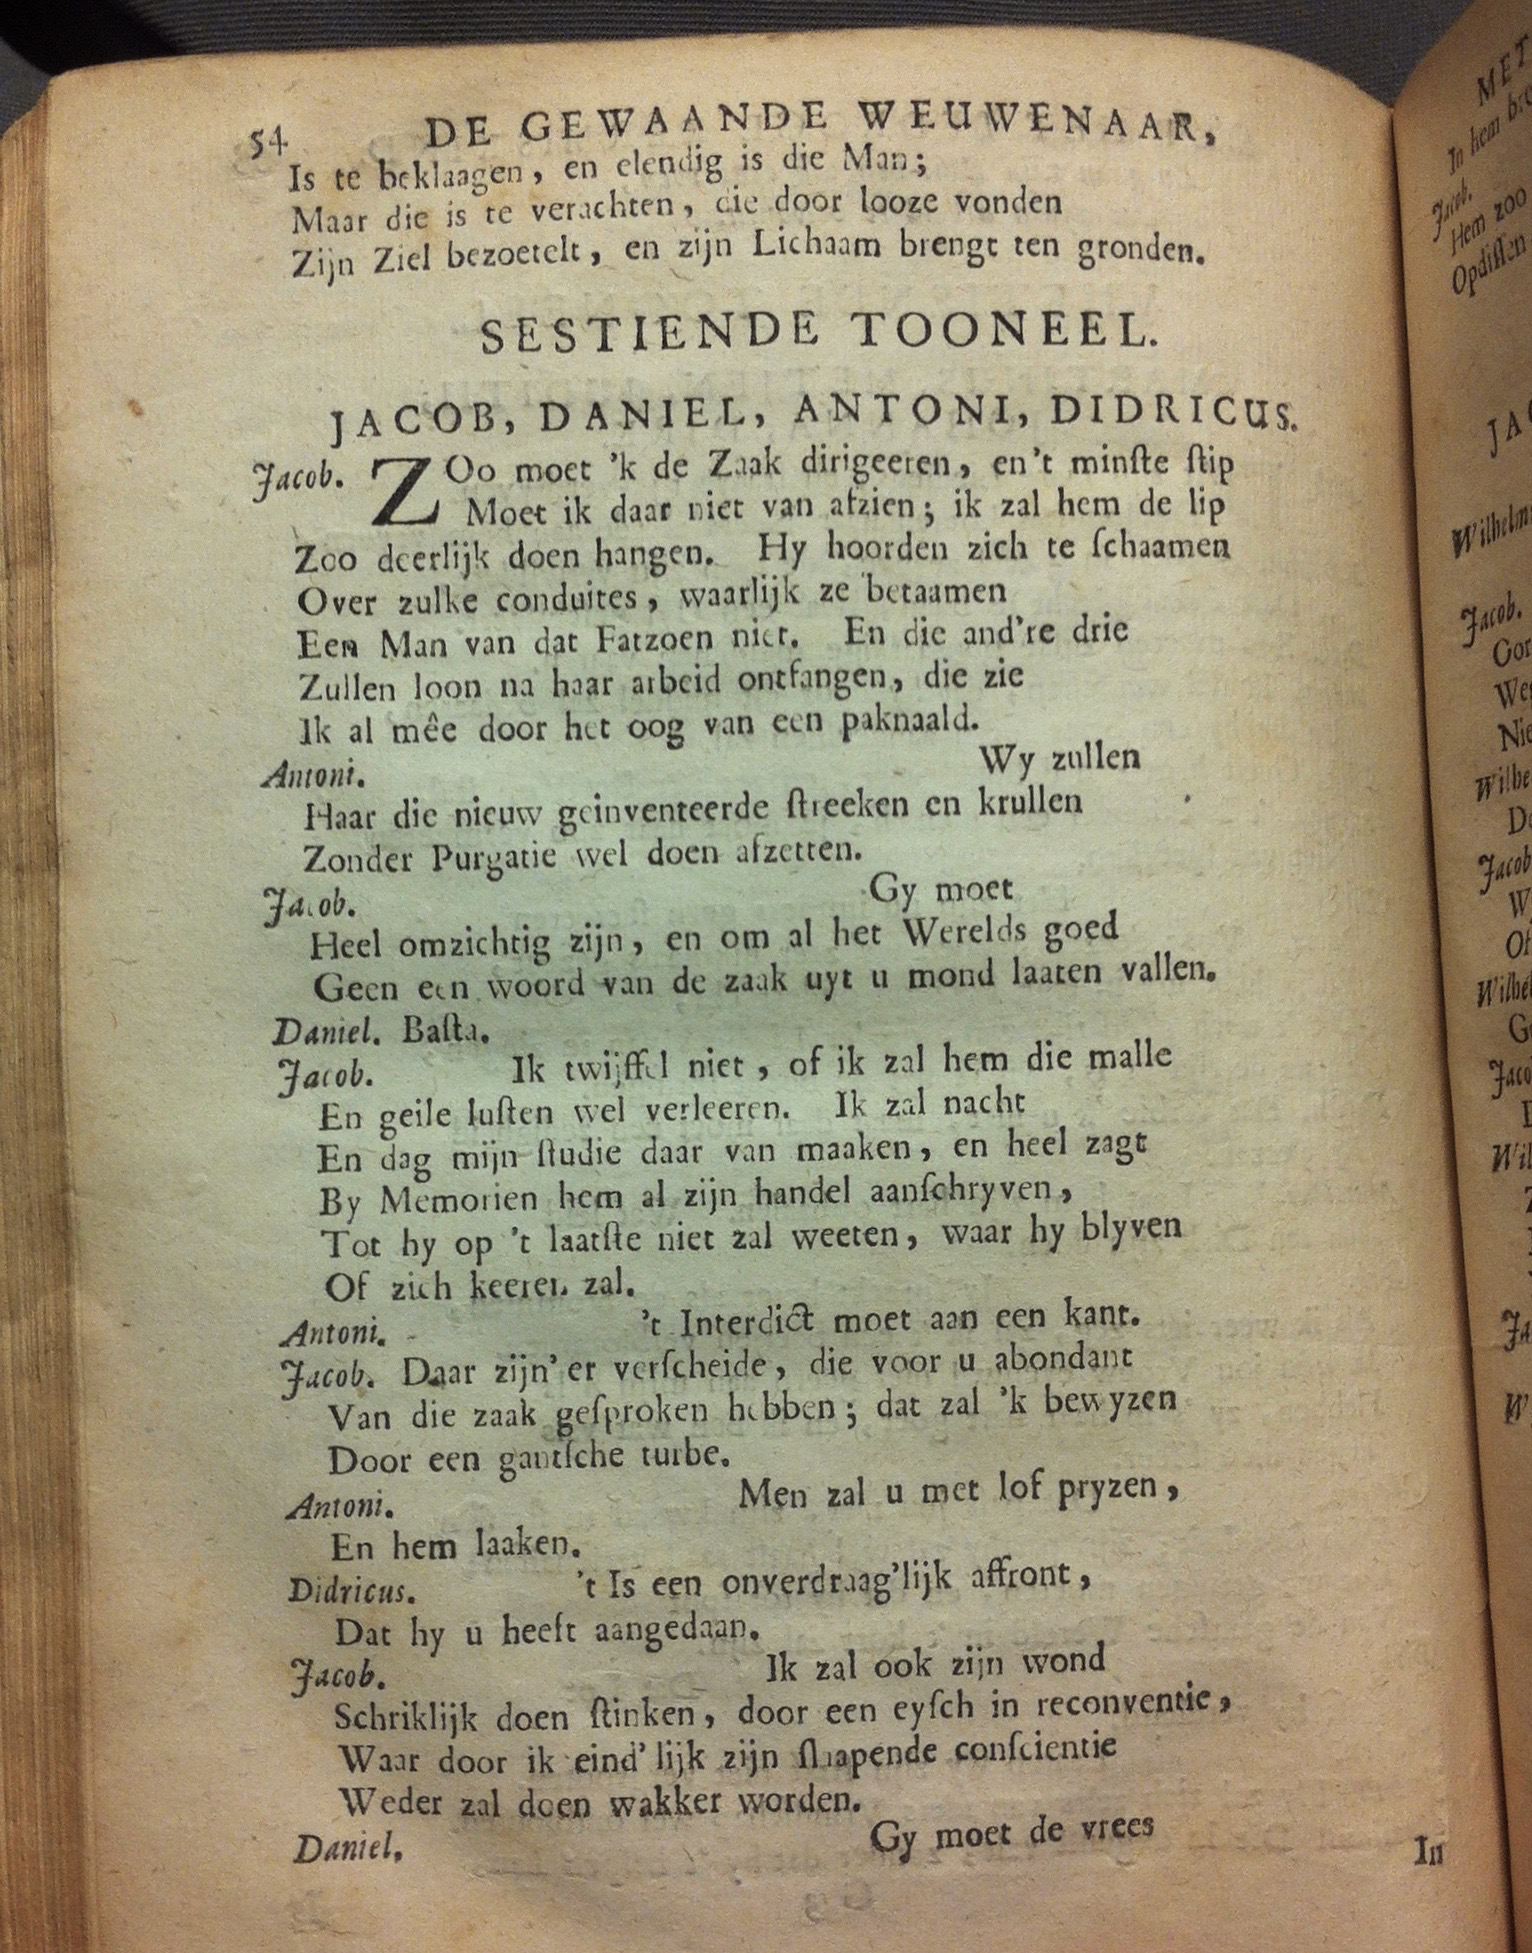 54 DE GEWAANDE WEUWENAAR,
Is te beklaagen, en elendig is die Man;
Maar die is te verachten, die door looze vonden
Zijn Ziel bezoetelt, en zijn Lichaam brengt ten gronden.
SESTIENDE TOONEEL.
JACOB, DANIEL, ANTONI, DIDRICUS.
Jacob. ZOo moet 'k de Zaak dirigeeren, en't minſte ſtip
Moet ik daar niet van afzien; ik zal hem de lip
Zoo deerlijk doen hangen. Hy hoorden zich te ſchaamen
Over zulke conduites, waarlijk ze betaamen
Een Man van dat Fatzoen niet. En die and're drie
Zullen loon na haar arbeid ontfangen, die zie
Ik al mêe door het oog van een paknaald.
Antoni. Wy zullen
Haar die nieuw geinventeerde ſtreeken en krullen
Zonder Purgatie wel doen afzetten.
Jacob. Gy moet
Heel omzichtig zijn, en om al het Werelds goed
Geen een woord van de zaak uyt u mond laaten vallen.
Daniel. Baſta.
Jacob. Ik twijffel niet, of ik zal hem die malle
En geile luſten wel verleeren. Ik zal nacht
En dag mijn ſtudie daar van maaken, en heel zagt
By Memorien hem al zijn handel aanſchryven,
Tot hy op 't laatſte niet zal weeten, waar hy blyven
Of zich keeren zal.
Antoni. 't Interdict moet aan een kant.
Jacob. Daar zijn'er verſcheide, die voor u abondant
Van die zaak geſproken hebben; dat zal 'k bewyzen
Door een gantſche turbe.
Antoni. Men zal u met lof pryzen,
En hem laaken.
Didricus. 't Is een onverdraag'lijk affront,
Dat hy u heeft aangedaan.
Jacob. Ik zal ook zijn wond
Schriklijk doen ſtinken, door een eyſch in reconventie,
Waar door ik eind'lijk zijn ſlaapende conſcientie
Weder zal doen wakker worden.
Daniel. Gy moet de vrees
In
MET
In hem
Jacob.
Hem zoo
Opdiſſen
Jacob.